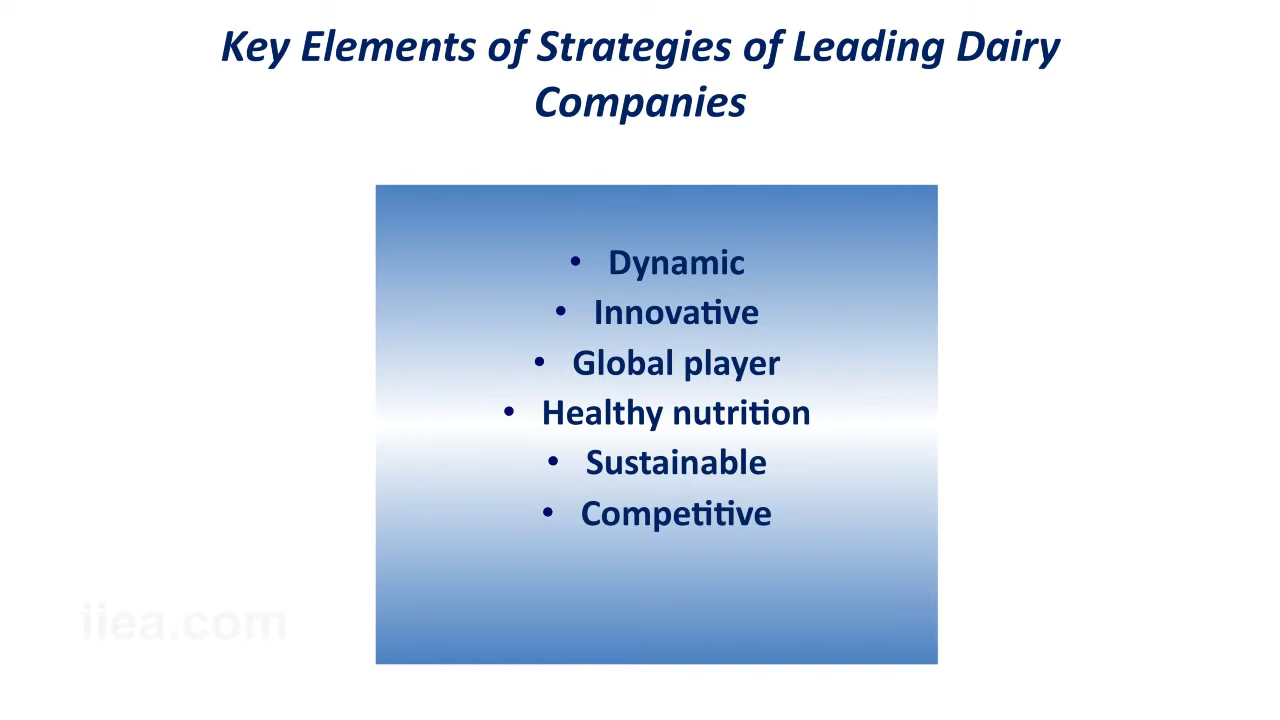 Key Elements of Strategies of Leading Dairy
Companies
• Dynamic
• Innovative
• Global player
• Healthy nutrition
• Sustainable
• Competitive
iiea.com